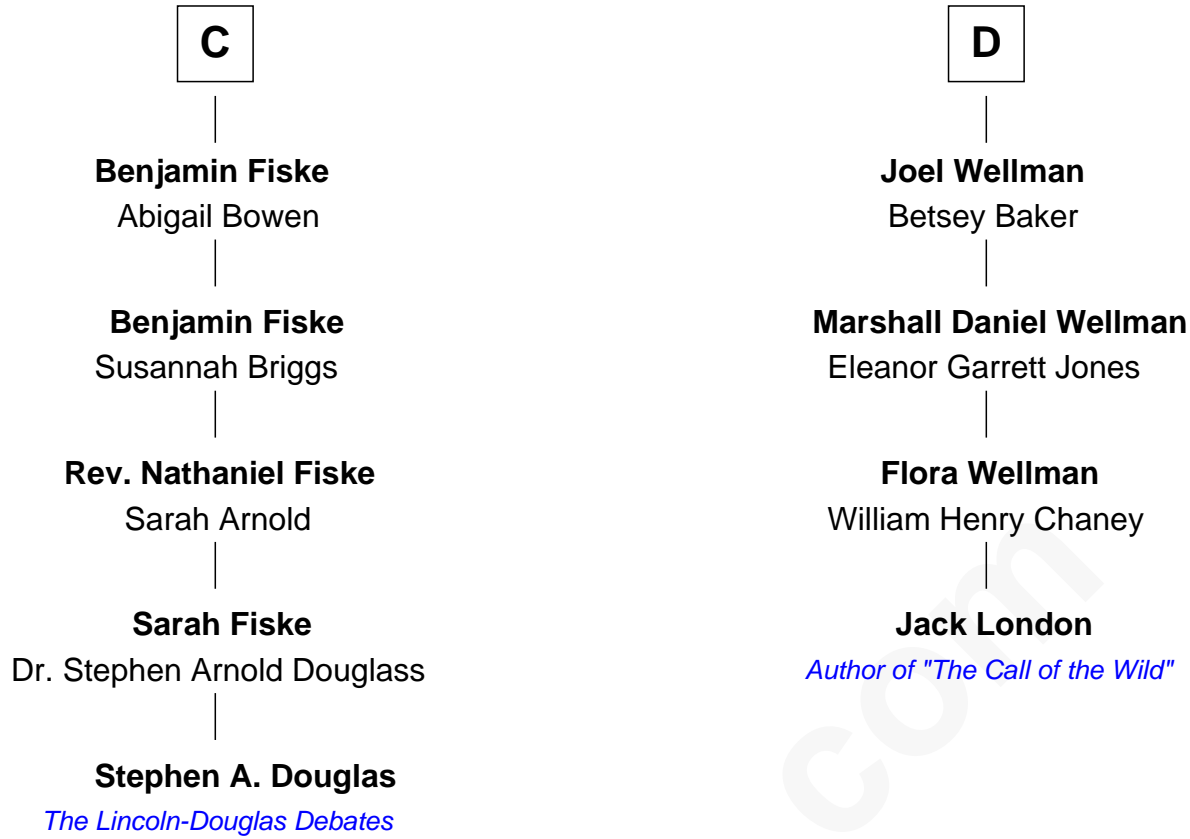 C
Benjamin Fiske
Abigail Bowen
Benjamin Fiske
Susannah Briggs
Rev. Nathaniel Fiske
Sarah Arnold
Sarah Fiske
Dr. Stephen Arnold Douglass
Stephen A. Douglas
The Lincoln-Douglas Debates
D
Joel Wellman
Betsey Baker
Marshall Daniel Wellman
Eleanor Garrett Jones
Flora Wellman
William Henry Chaney
Jack London
Author of "The Call of the Wild"
com